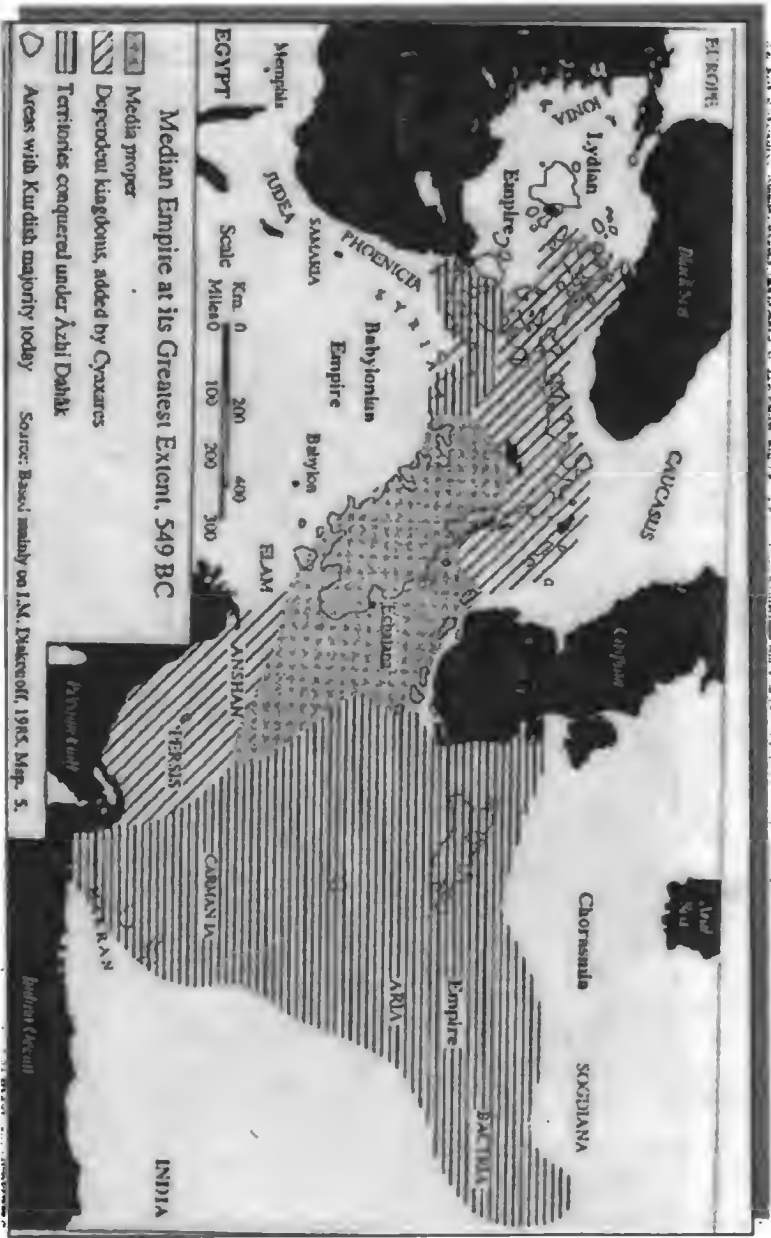 EUROPE
Black Sea
CAUCASUS
Caspian
Aral
Sea
Chorasmia
SOGDIANA
IONIA
Lydian
Empire
Ecbatana
Empire
BACTRIA
ARIA
PHOENICIA
SYRIA
SAMARIA
JUDEA
Babylonian
Empire
Babylon
ELAM
ANSHAN
PERSIS
CARMANIA
INDIA
Memphis
EGYPT
Persian Gulf
Indian Ocean
Scale Km. 0 200 400
Miles 0 100 200 300
Median Empire at its Greatest Extent, 549 BC
Media proper
Dependent kingdoms, added by Cyaxares
Territories conquered under Azhi Dahâk
Areas with Kurdish majority today
Source: Based mainly on I.M. Diakonoff, 1985. Map. 5.